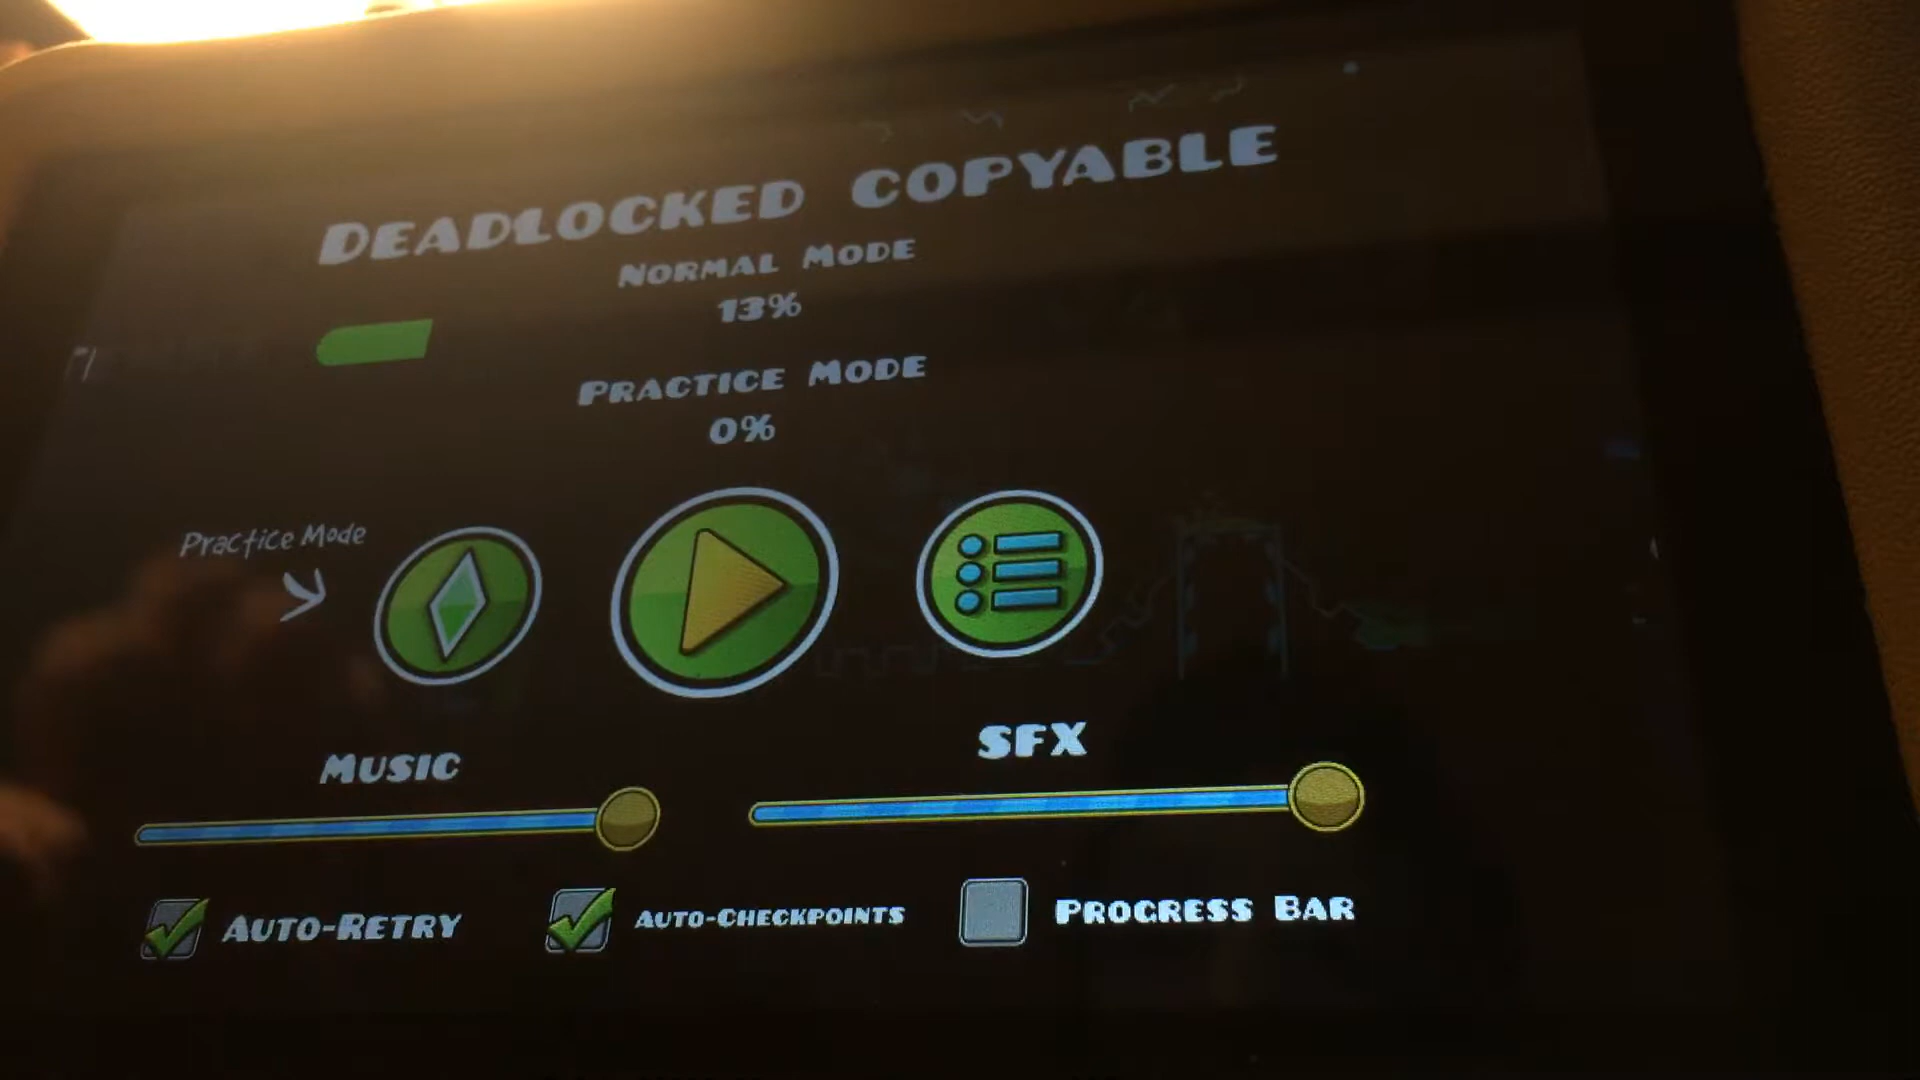 DEADLOCKED COPYABLE
NORMAL MODE
13%
PRACTICE MODE
0%
Practice Mode
MUSIC
SFX
AUTO-RETRY
AUTO-CHECKPOINTS
PROGRESS BAR